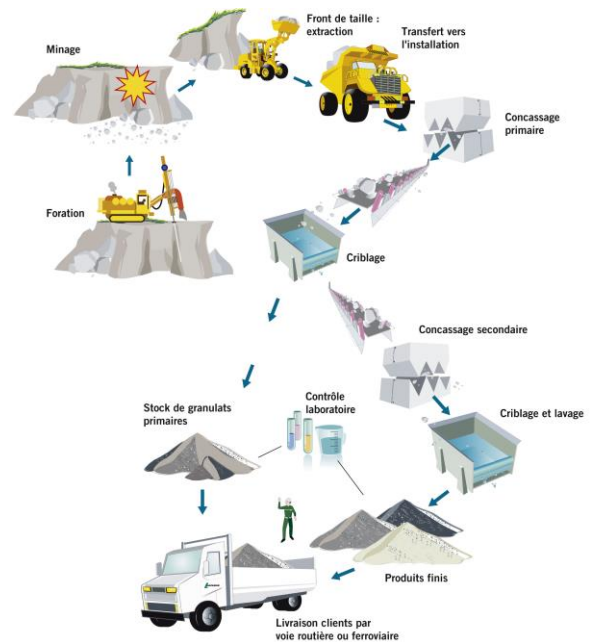 Front de taille :
extraction
Transfert vers
l'installation
Minage
Concassage
primaire
Foration
Criblage
Concassage secondaire
Stock de granulats
primaires
Contrôle
laboratoire
Criblage et lavage
Produits finis
Livraison clients par
voie routière ou ferroviaire